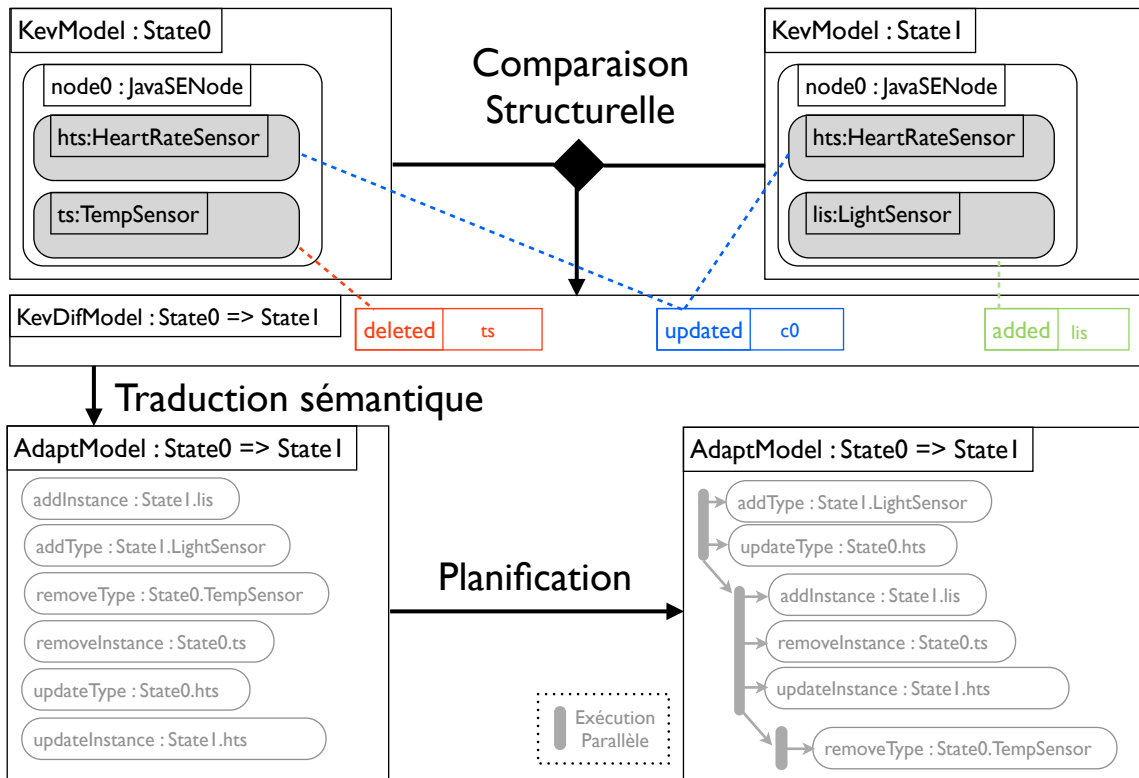 KevModel : State0
node0 : JavaSENode
hts:HeartRateSensor
ts:TempSensor
Comparaison
Structurelle
KevModel : State1
node0 : JavaSENode
hts:HeartRateSensor
lis:LightSensor
KevDifModel : State0 => State1
deleted ts
updated c0
added lis
Traduction sémantique
AdaptModel : State0 => State1
addInstance : State1.lis
addType : State1.LightSensor
removeType : State0.TempSensor
removeInstance : State0.ts
updateType : State0.hts
updateInstance : State1.hts
Planification
Exécution
Parallèle
AdaptModel : State0 => State1
addType : State1.LightSensor
updateType : State0.hts
addInstance : State1.lis
removeInstance : State0.ts
updateInstance : State1.hts
removeType : State0.TempSensor